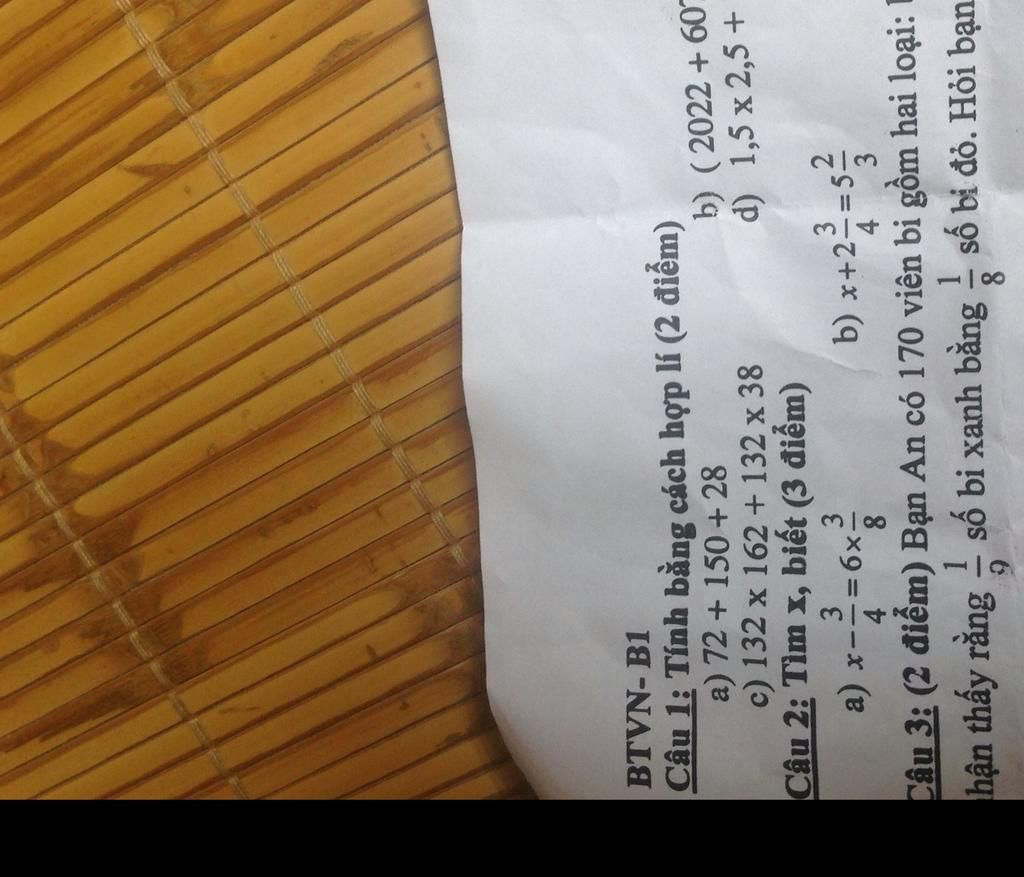 BTVN- B1
Câu 1: Tính bằng cách hợp lí (2 điểm)
a) 72 + 150 + 28 b) ( 2022 + 607
c) 132 x 162 + 132 x 38 d) 1,5 x 2,5 +
Câu 2: Tìm x, biết (3 điểm)
a) x - 3/4 = 6 x 3/8 b) x + 2 3/4 = 5 2/3
Câu 3: (2 điểm) Bạn An có 170 viên bi gồm hai loại:
hận thấy rằng 1/9 số bi xanh bằng 1/8 số bi đỏ. Hỏi bạn